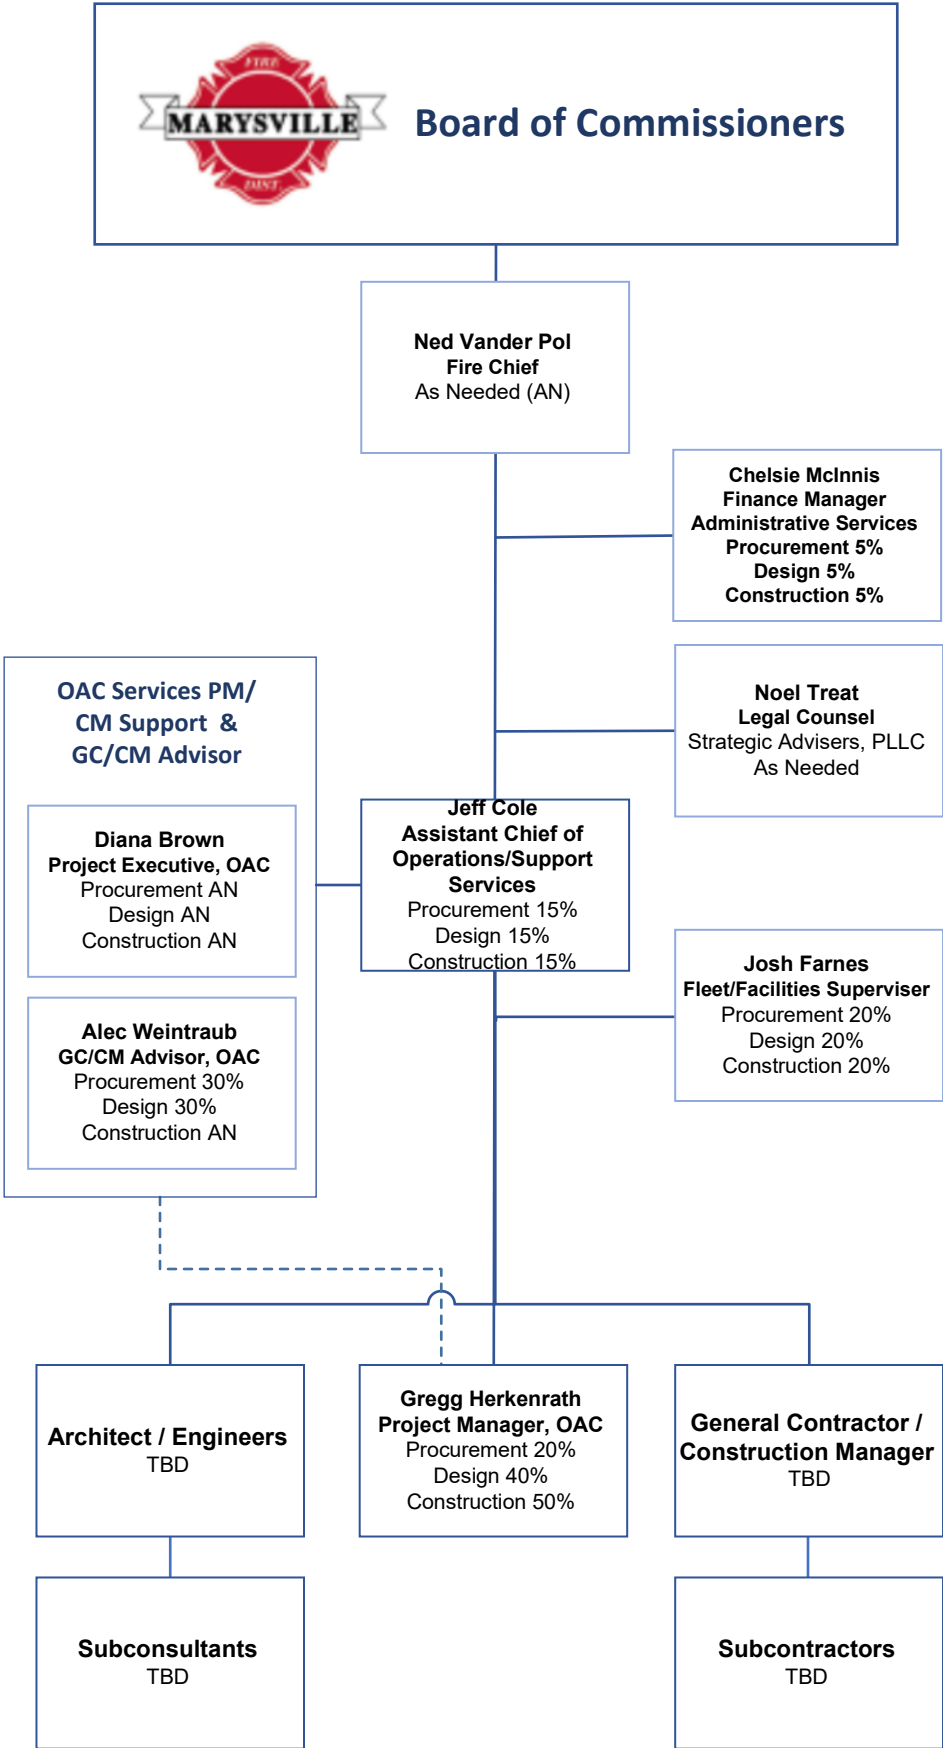 FIRE
MARYSVILLE
DIST.
Board of Commissioners
Ned Vander Pol
Fire Chief
As Needed (AN)
Chelsie McInnis
Finance Manager
Administrative Services
Procurement 5%
Design 5%
Construction 5%
Noel Treat
Legal Counsel
Strategic Advisers, PLLC
As Needed
OAC Services PM/
CM Support &
GC/CM Advisor
Diana Brown
Project Executive, OAC
Procurement AN
Design AN
Construction AN
Alec Weintraub
GC/CM Advisor, OAC
Procurement 30%
Design 30%
Construction AN
Jeff Cole
Assistant Chief of
Operations/Support
Services
Procurement 15%
Design 15%
Construction 15%
Josh Farnes
Fleet/Facilities Superviser
Procurement 20%
Design 20%
Construction 20%
Architect / Engineers
TBD
Gregg Herkenrath
Project Manager, OAC
Procurement 20%
Design 40%
Construction 50%
General Contractor /
Construction Manager
TBD
Subconsultants
TBD
Subcontractors
TBD